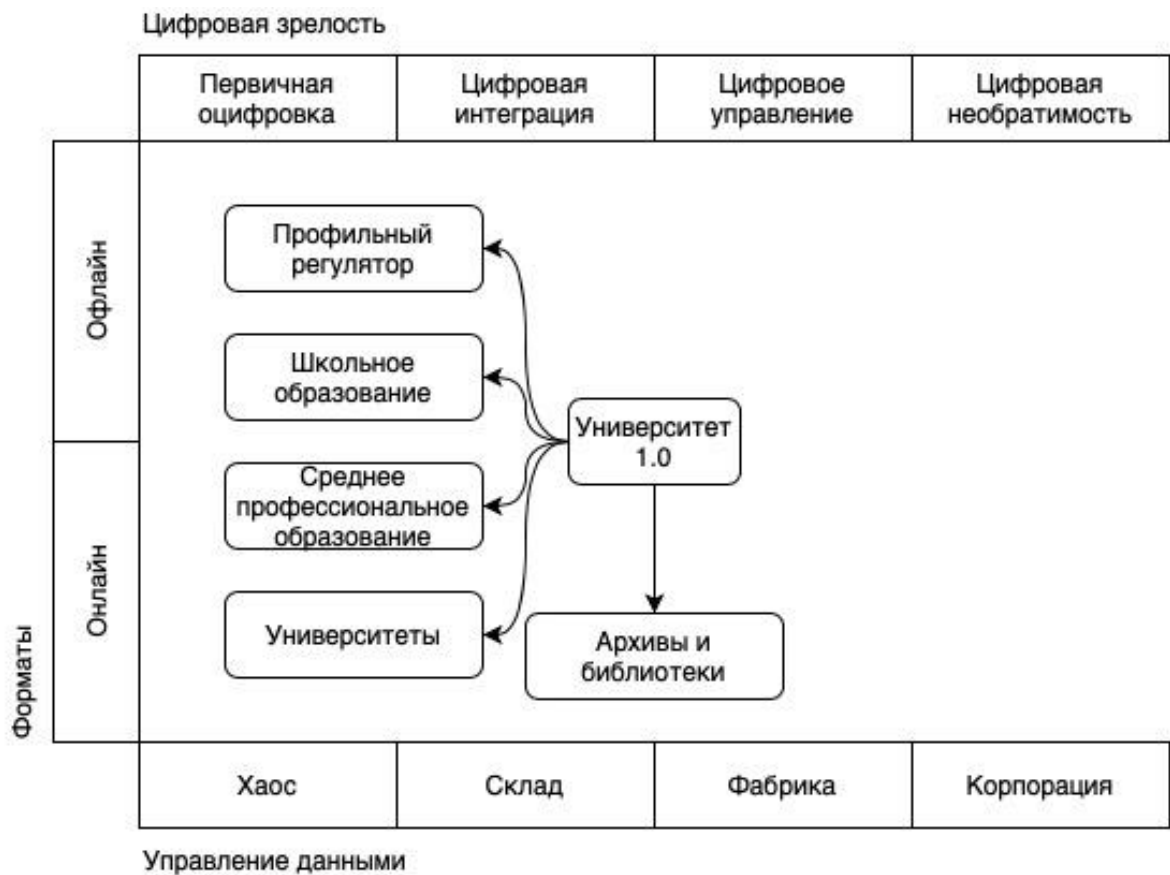 Цифровая зрелость
Первичная
оцифровка
Цифровая
интеграция
Цифровое
управление
Цифровая
необратимость
Офлайн
Онлайн
Форматы
Профильный
регулятор
Школьное
образование
Среднее
профессиональное
образование
Университеты
Университет
1.0
Архивы и
библиотеки
Хаос
Склад
Фабрика
Корпорация
Управление данными